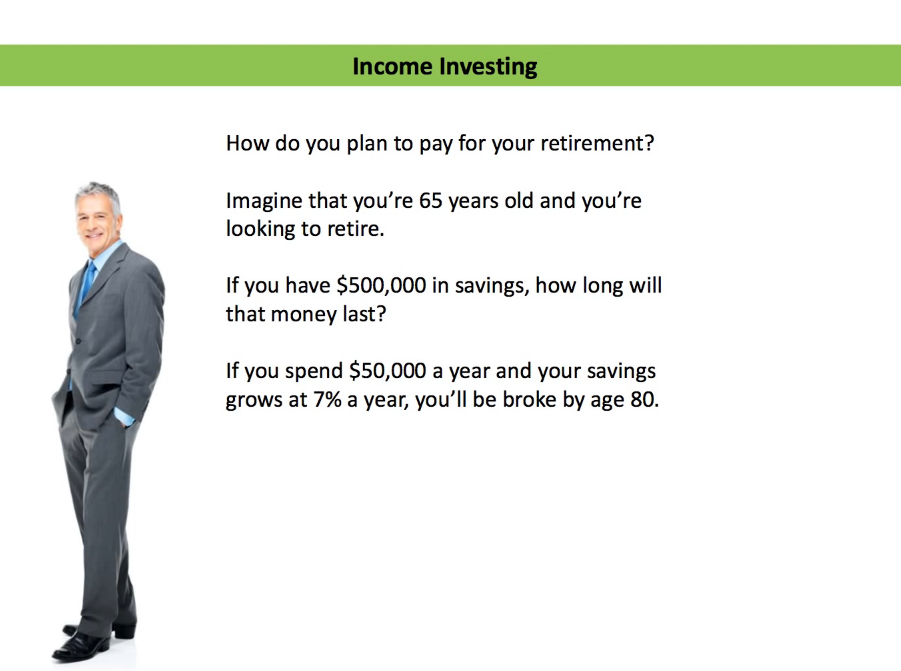 Income Investing
How do you plan to pay for your retirement?
Imagine that you’re 65 years old and you’re
looking to retire.
If you have $500,000 in savings, how long will
that money last?
If you spend $50,000 a year and your savings
grows at 7% a year, you’ll be broke by age 80.